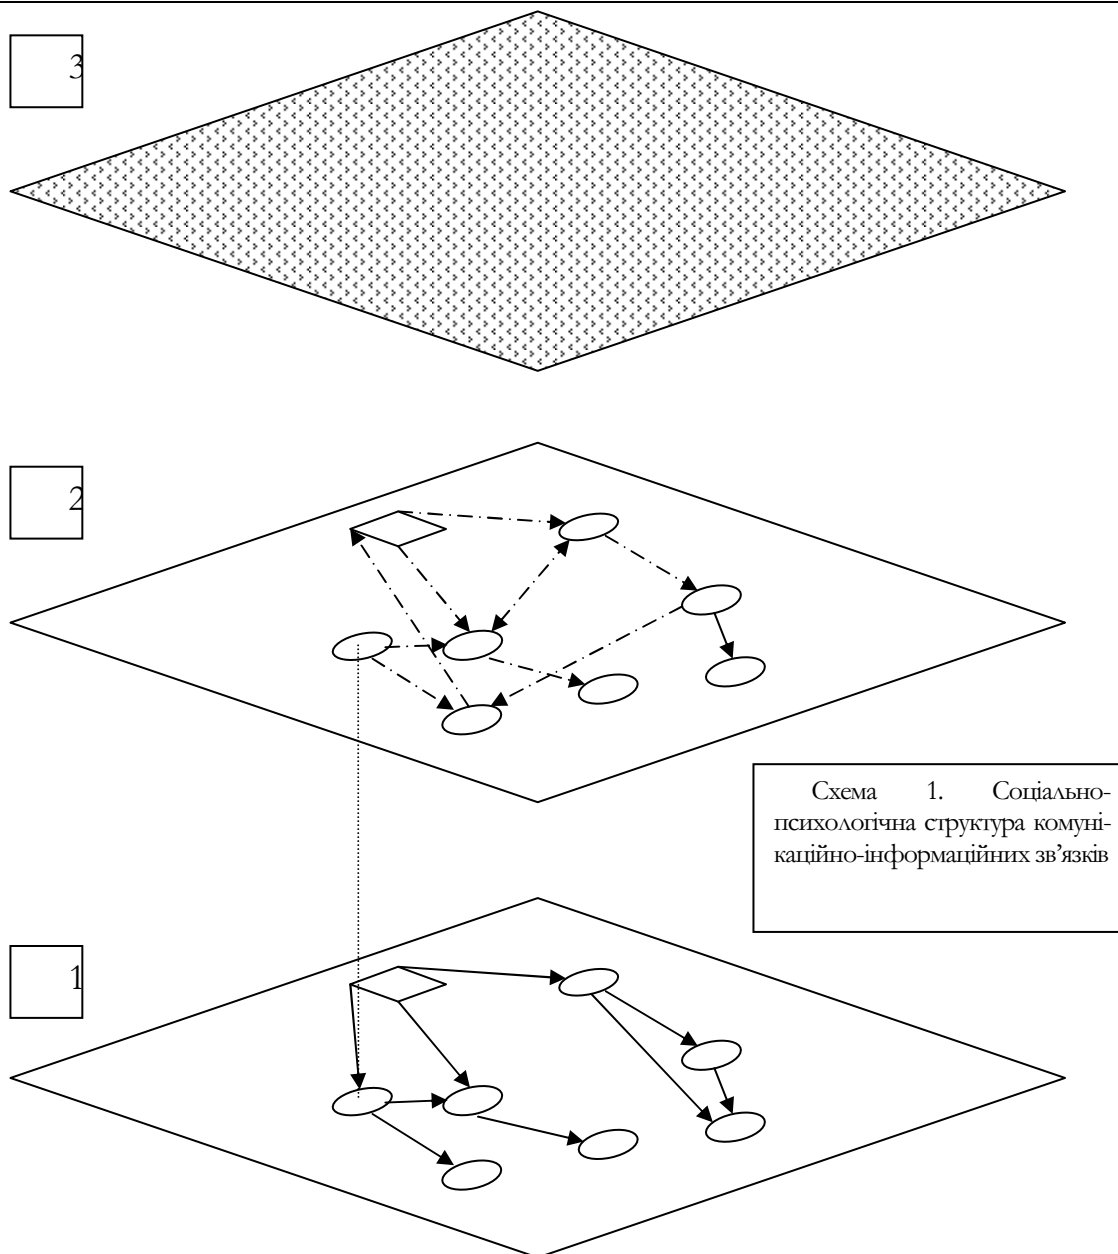 3
2
Схема 1. Соціально-
психологічна структура комуні-
каційно-інформаційних зв’язків
1